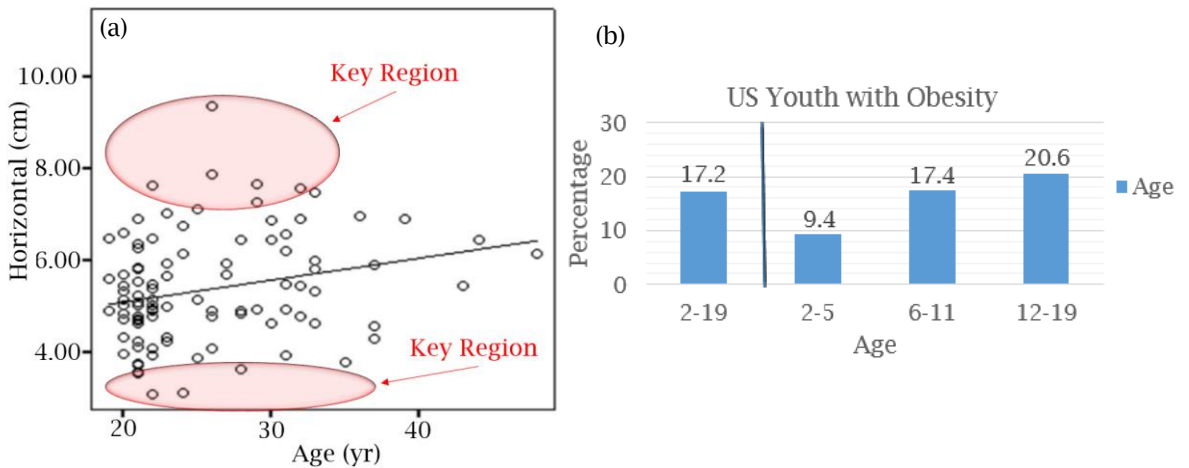 (a)
Key Region
10.00
8.00
6.00
4.00
Horizontal (cm)
Key Region
20
30
40
Age (yr)
(b)
US Youth with Obesity
30
20
10
0
Percentage
17.2
9.4
17.4
20.6
Age
2-19
2-5
6-11
12-19
Age